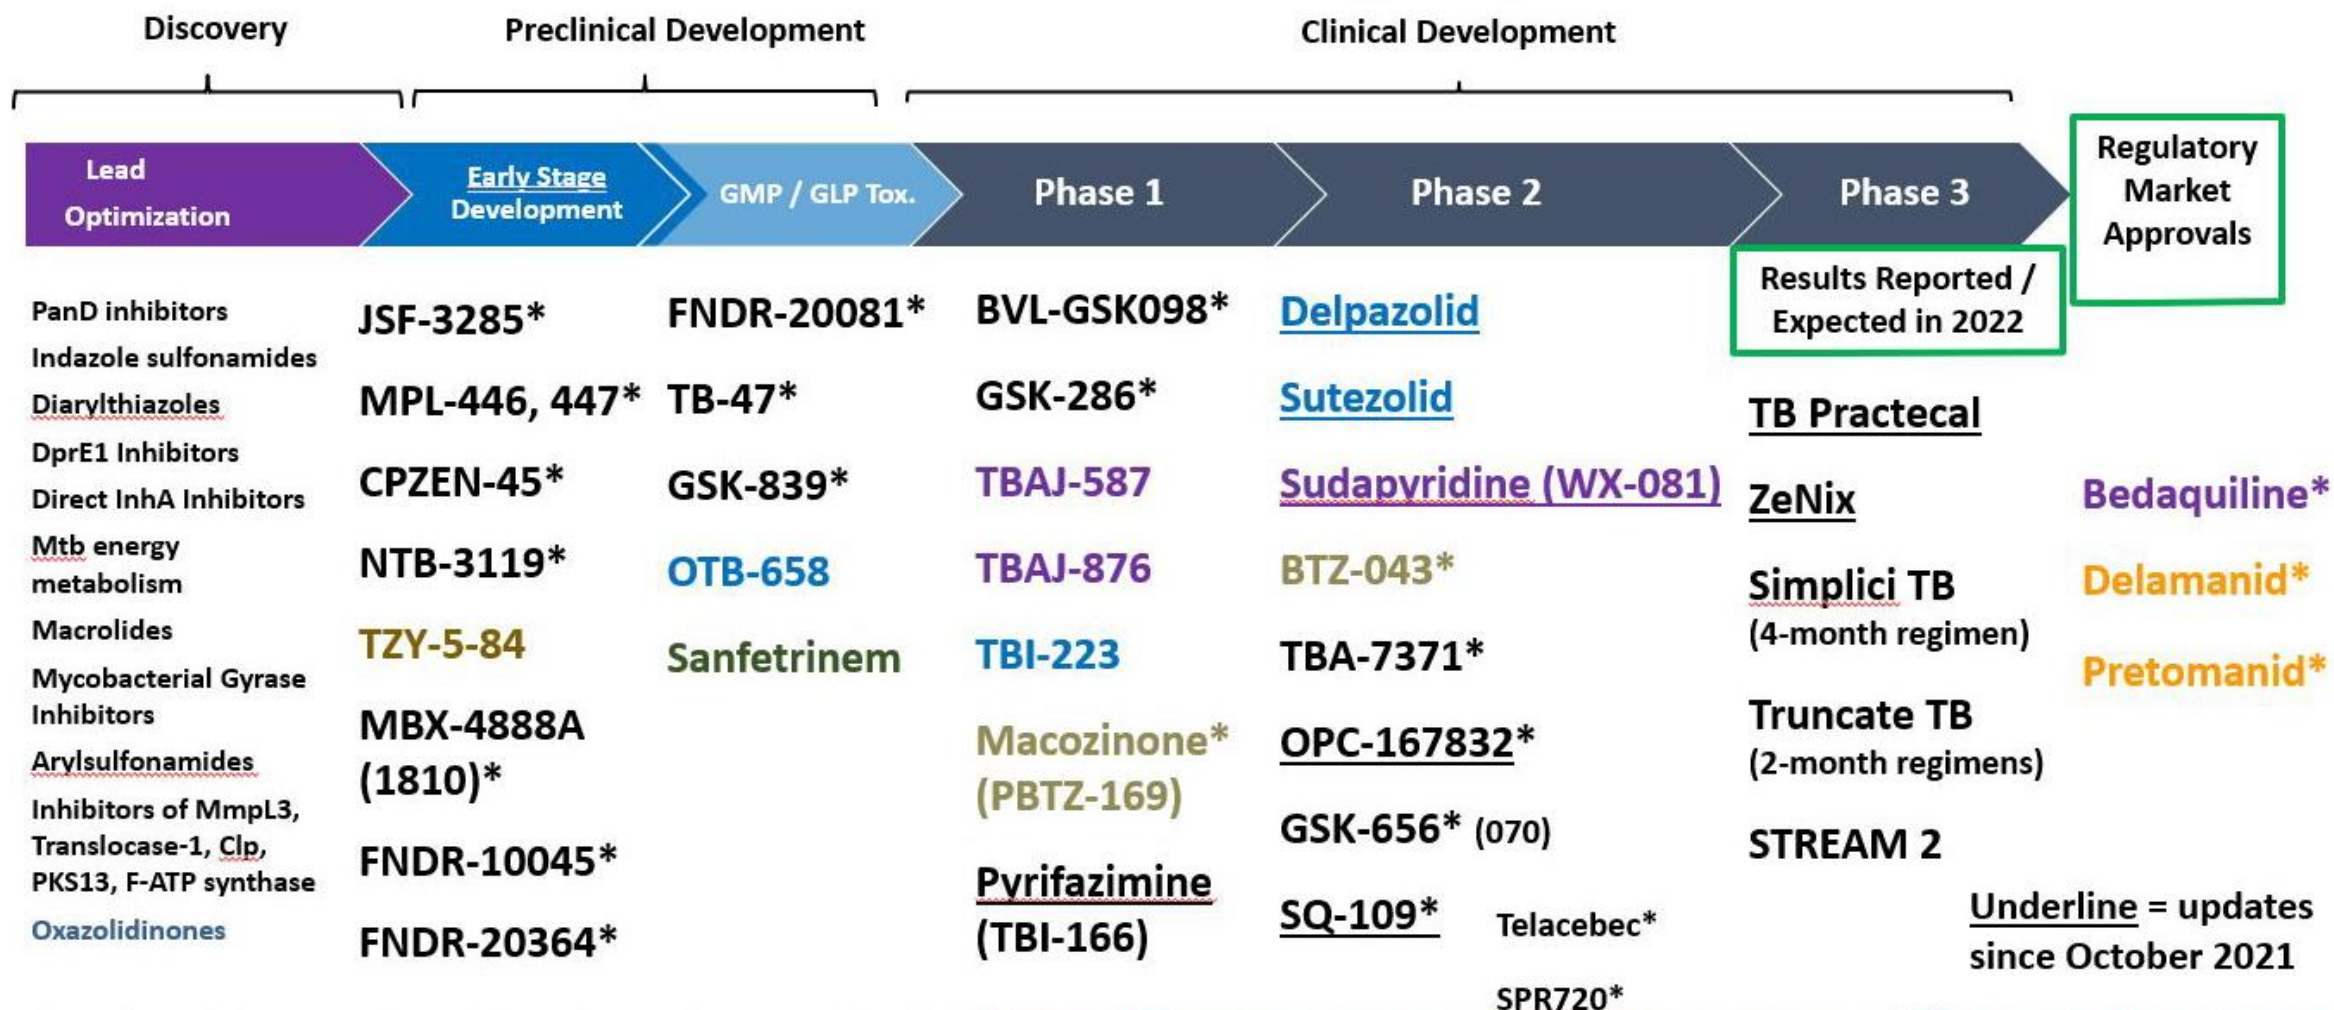 Discovery
Preclinical Development
Clinical Development
Lead
Optimization
Early Stage
Development
GMP / GLP Tox.
Phase 1
Phase 2
Phase 3
Regulatory
Market
Approvals
Results Reported /
Expected in 2022
PanD inhibitors
Indazole sulfonamides
Diarylthiazoles
DprE1 Inhibitors
Direct InhA Inhibitors
Mtb energy
metabolism
Macrolides
Mycobacterial Gyrase
Inhibitors
Arylsulfonamides
Inhibitors of MmpL3,
Translocase-1, Clp,
PKS13, F-ATP synthase
Oxazolidinones
JSF-3285*
MPL-446, 447*
CPZEN-45*
NTB-3119*
TZY-5-84
MBX-4888A
(1810)*
FNDR-10045*
FNDR-20364*
FNDR-20081*
TB-47*
GSK-839*
OTB-658
Sanfetrinem
BVL-GSK098*
GSK-286*
TBAJ-587
TBAJ-876
TBI-223
Macozinone*
(PBTZ-169)
Pyrifazimine
(TBI-166)
Delpazolid
Sutezolid
Sudapyridine (WX-081)
BTZ-043*
TBA-7371*
OPC-167832*
GSK-656* (070)
SQ-109*
Telacebec*
SPR720*
TB Practecal
ZeNix
Simplici TB
(4-month regimen)
Truncate TB
(2-month regimens)
STREAM 2
Bedaquiline*
Delamanid*
Pretomanid*
Underline = updates
since October 2021